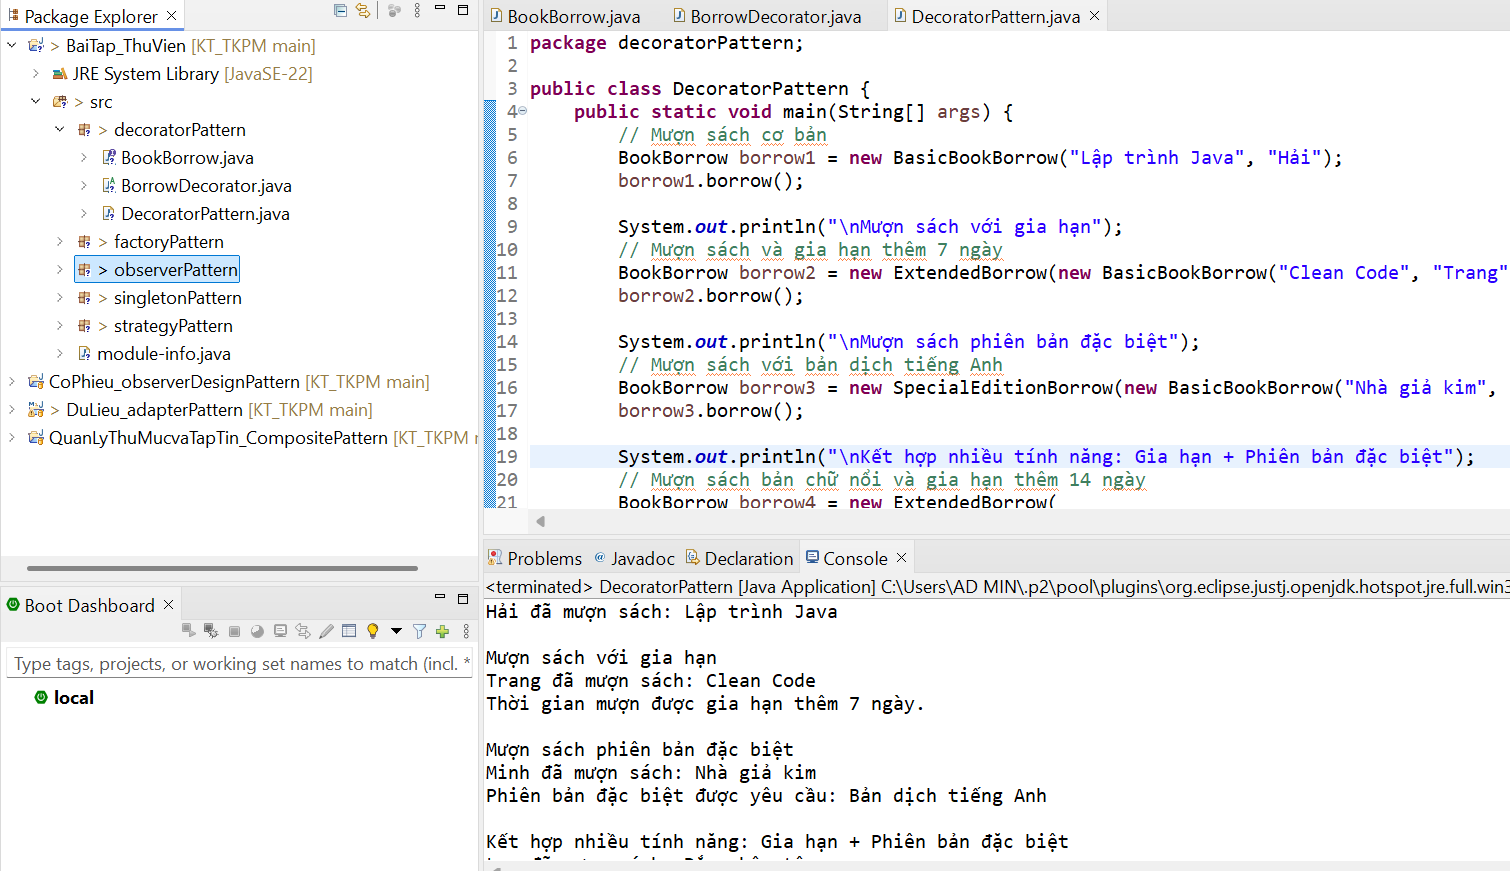 Package Explorer
BaiTap_ThuVien [KT_TKPM main]
JRE System Library [JavaSE-22]
src
decoratorPattern
BookBorrow.java
BorrowDecorator.java
DecoratorPattern.java
factoryPattern
observerPattern
singletonPattern
strategyPattern
module-info.java
CoPhieu_observerDesignPattern [KT_TKPM main]
DuLieu_adapterPattern [KT_TKPM main]
QuanLyThuMucvaTapTin_CompositePattern [KT_TKPM
Boot Dashboard
Type tags, projects, or working set names to match (incl. *
local
BookBorrow.java BorrowDecorator.java DecoratorPattern.java
1 package decoratorPattern;
2
3 public class DecoratorPattern {
4 public static void main(String[] args) {
5 // Mượn sách cơ bản
6 BookBorrow borrow1 = new BasicBookBorrow("Lập trình Java", "Hải");
7 borrow1.borrow();
8
9 System.out.println("\nMượn sách với gia hạn");
10 // Mượn sách và gia hạn thêm 7 ngày
11 BookBorrow borrow2 = new ExtendedBorrow(new BasicBookBorrow("Clean Code", "Trang"
12 borrow2.borrow();
13
14 System.out.println("\nMượn sách phiên bản đặc biệt");
15 // Mượn sách với bản dịch tiếng Anh
16 BookBorrow borrow3 = new SpecialEditionBorrow(new BasicBookBorrow("Nhà giả kim",
17 borrow3.borrow();
18
19 System.out.println("\nKết hợp nhiều tính năng: Gia hạn + Phiên bản đặc biệt");
20 // Mượn sách bản chữ nổi và gia hạn thêm 14 ngày
21 BookBorrow borrow4 = new ExtendedBorrow(
Problems Javadoc Declaration Console
<terminated> DecoratorPattern [Java Application] C:\Users\AD MIN\.p2\pool\plugins\org.eclipse.justj.openjdk.hotspot.jre.full.win3
Hải đã mượn sách: Lập trình Java
Mượn sách với gia hạn
Trang đã mượn sách: Clean Code
Thời gian mượn được gia hạn thêm 7 ngày.
Mượn sách phiên bản đặc biệt
Minh đã mượn sách: Nhà giả kim
Phiên bản đặc biệt được yêu cầu: Bản dịch tiếng Anh
Kết hợp nhiều tính năng: Gia hạn + Phiên bản đặc biệt